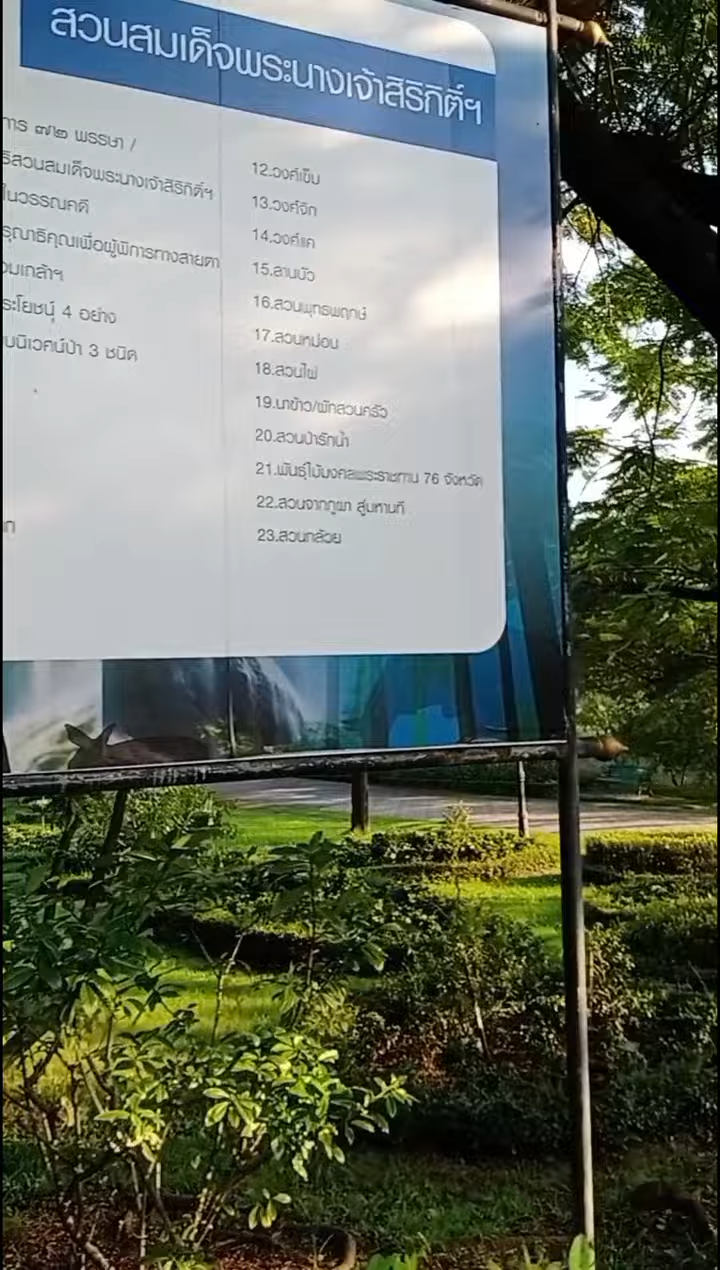 สวนสมเด็จพระนางเจ้าสิริกิติ์ฯ
การ ๗๒ พรรษา /
ธิสวนสมเด็จพระนางเจ้าสิริกิติ์ฯ
ในวรรณคดี
รุณาธิคุณเพื่อผู้พิการทางสายตา
อมเกล้าฯ
ระโยชน์ 4 อย่าง
บนิเวศน์ป่า 3 ชนิด
12.วงศ์เข็ม
13.วงศ์จิก
14.วงศ์แค
15.ลานบัว
16.สวนพุทธพฤกษ์
17.สวนหม่อน
18.สวนไผ่
19.นาข้าว/ผักสวนครัว
20.สวนป่ารักน้ำ
21.พันธุ์ไม้มงคลพระราชทาน 76 จังหวัด
22.สวนจากภูผา สู่มหานที
23.สวนกล้วย